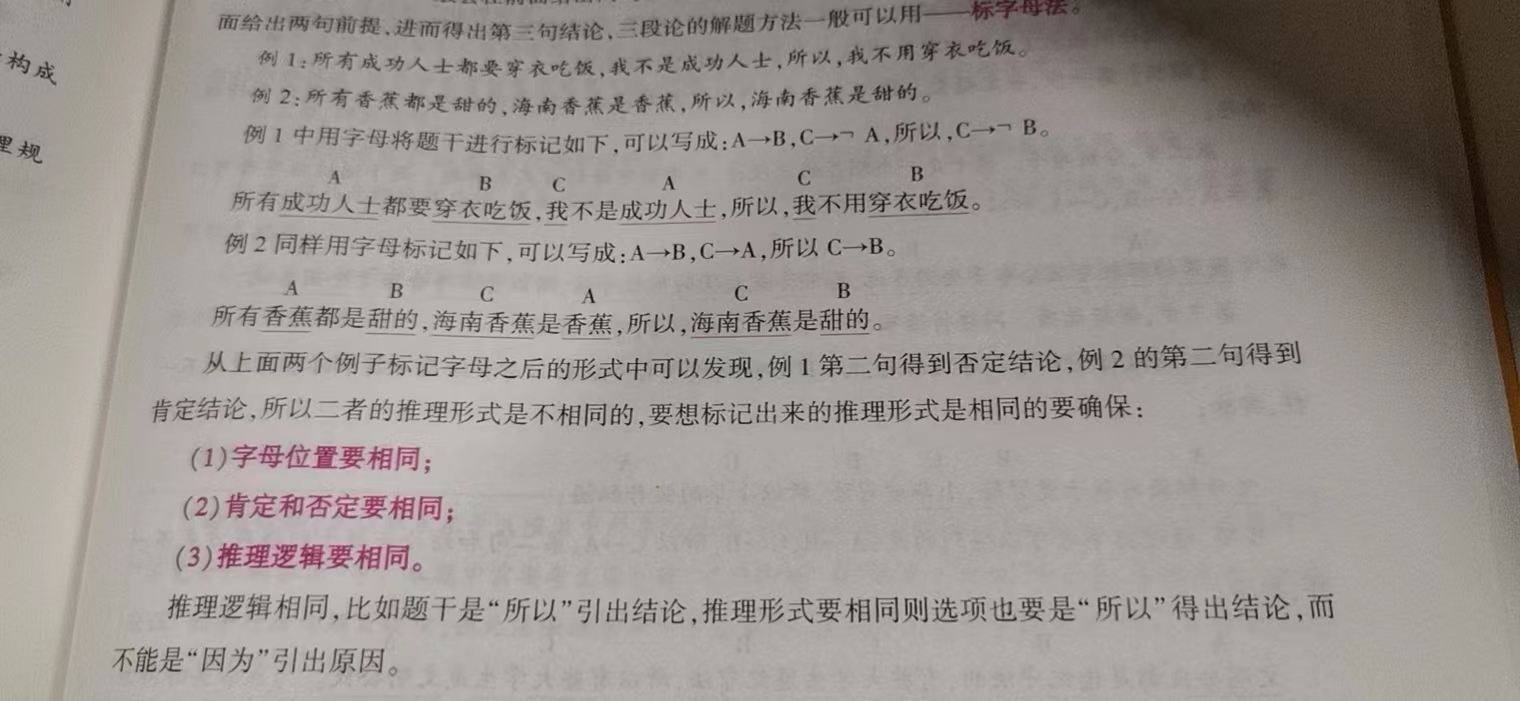 面给出两句前提,进而得出第三句结论,三段论的解题方法一般可以用——标字母法。
构成
例 1:所有成功人士都要穿衣吃饭,我不是成功人士,所以,我不用穿衣吃饭。
例 2:所有香蕉都是甜的,海南香蕉是香蕉,所以,海南香蕉是甜的。
例 1 中用字母将题干进行标记如下,可以写成:A→B,C→¬ A,所以,C→¬ B。
理规
A B C A C B
所有成功人士都要穿衣吃饭,我不是成功人士,所以,我不用穿衣吃饭。
例 2 同样用字母标记如下,可以写成:A→B,C→A,所以 C→B。
A B C A C B
所有香蕉都是甜的,海南香蕉是香蕉,所以,海南香蕉是甜的。
从上面两个例子标记字母之后的形式中可以发现,例 1 第二句得到否定结论,例 2 的第二句得到
肯定结论,所以二者的推理形式是不相同的,要想标记出来的推理形式是相同的要确保:
(1)字母位置要相同;
(2)肯定和否定要相同;
(3)推理逻辑要相同。
推理逻辑相同,比如题干是“所以”引出结论,推理形式要相同则选项也要是“所以”得出结论,而
不能是“因为”引出原因。